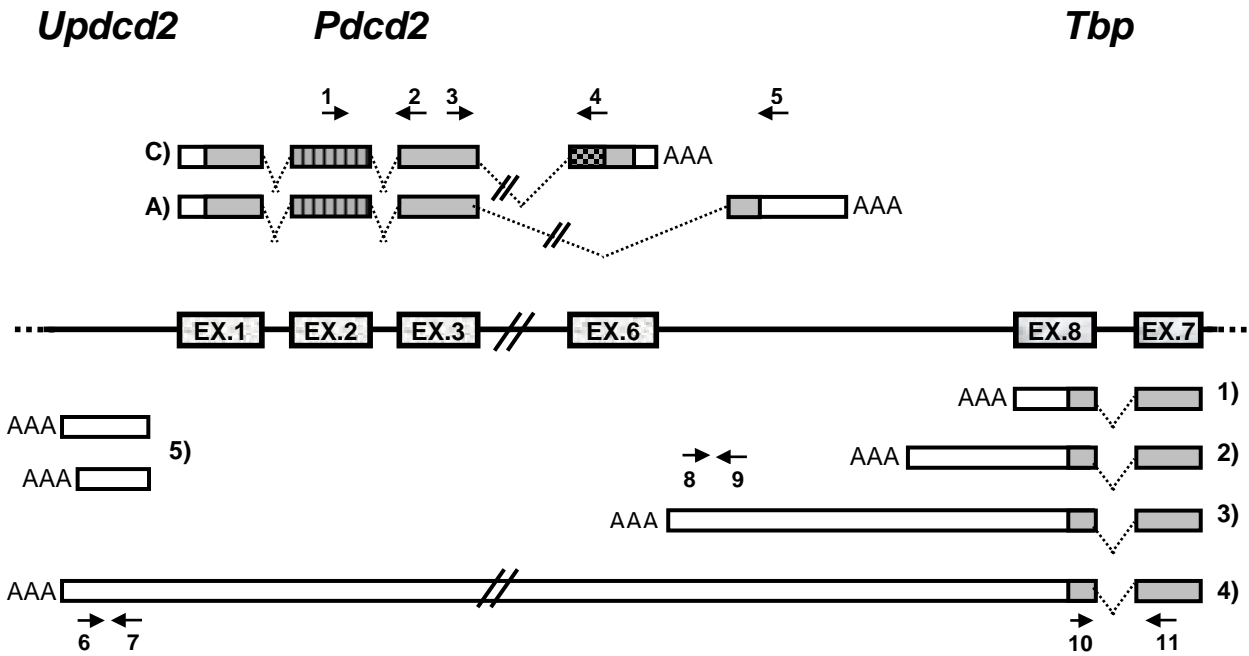 Updcd2 Pdcd2 Tbp
1 2 3 4 5
C) AAA
A) AAA
EX.1 EX.2 EX.3 EX.6 EX.8 EX.7
AAA 1)
AAA 5)
AAA 2)
AAA
8 9
AAA 3)
AAA 4)
6 7 10 11